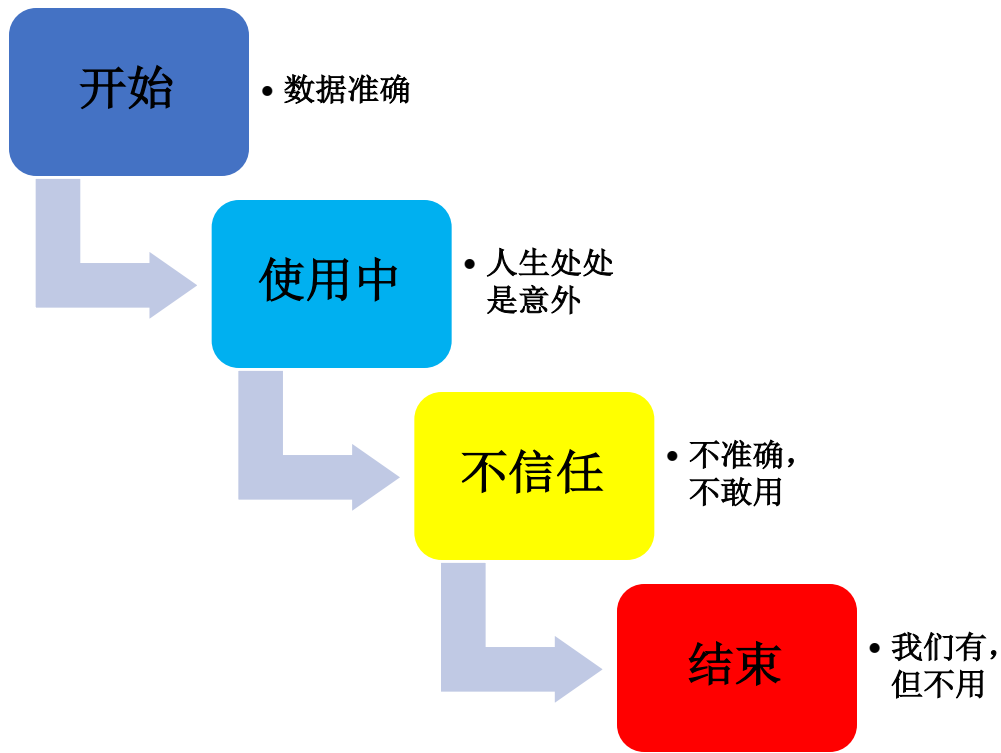 开始
• 数据准确
使用中
• 人生处处
是意外
不信任
• 不准确，
不敢用
结束
• 我们有，
但不用